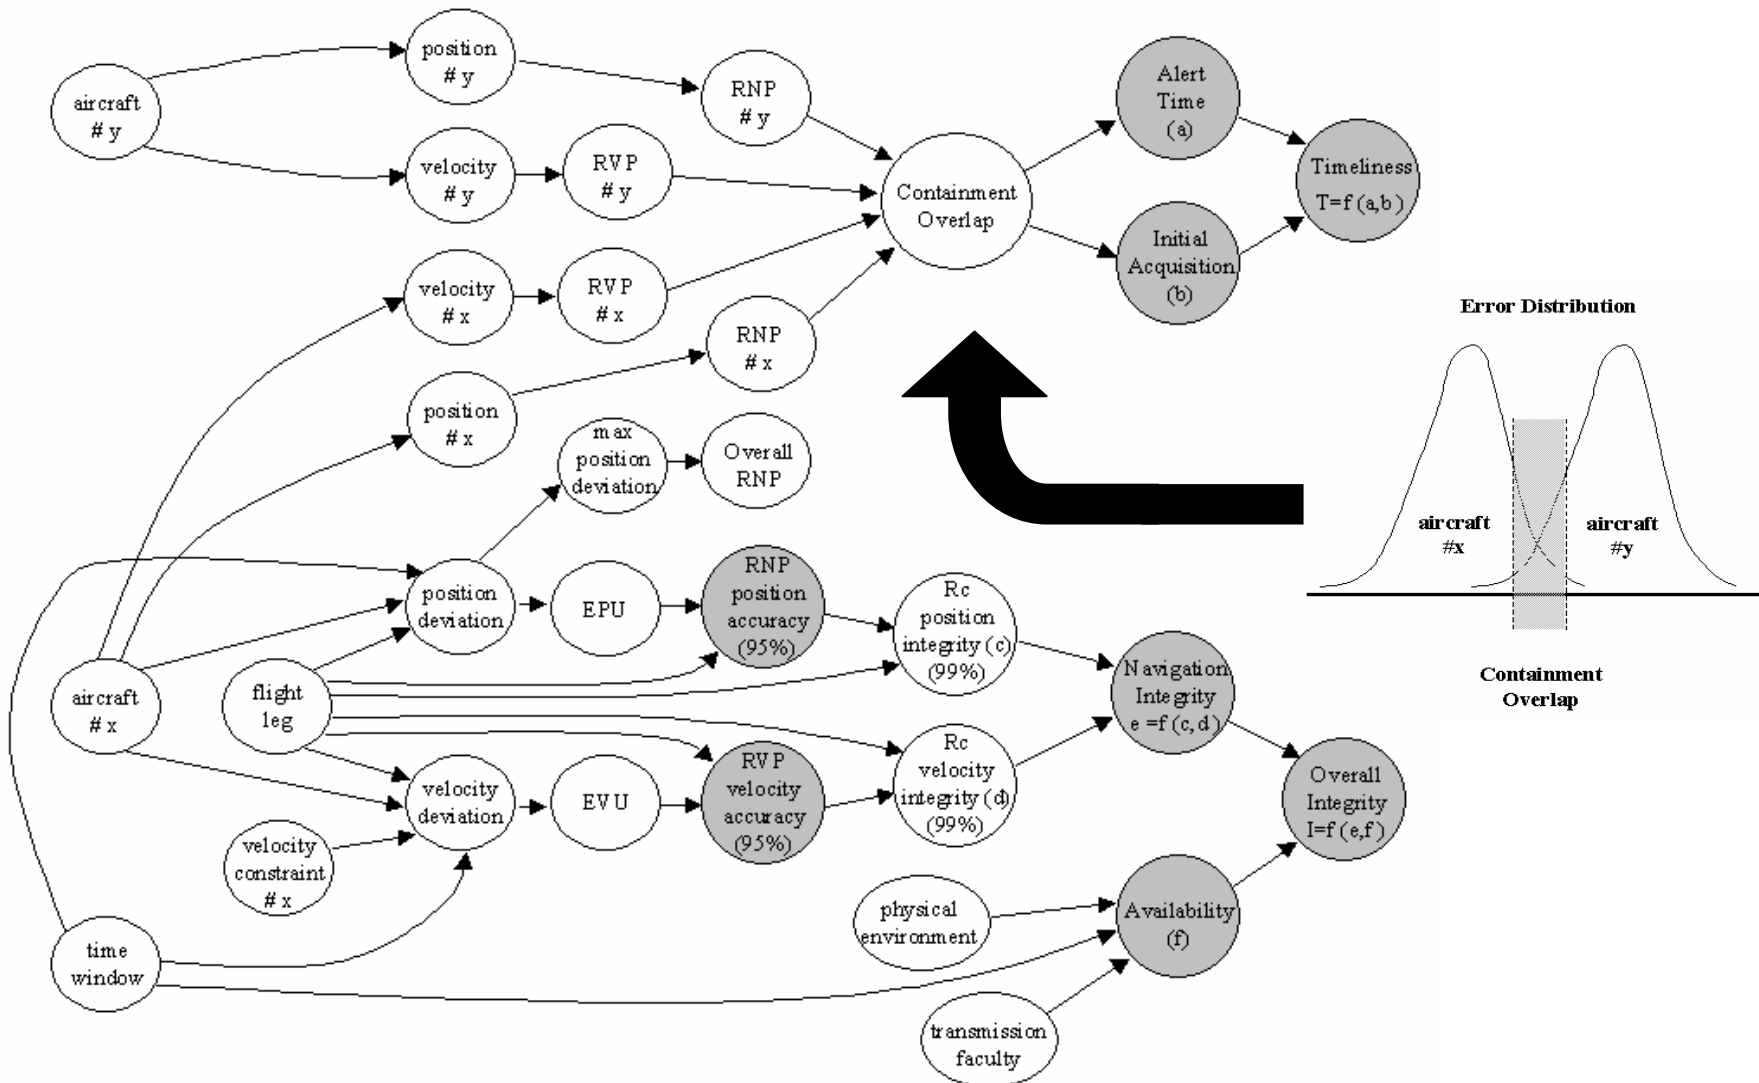 aircraft
# y
position
# y
velocity
# y
RVP
# y
RNP
# y
Containment
Overlap
Alert
Time
(a)
Initial
Acquisition
(b)
Timeliness
T=f (a,b)
velocity
# x
RVP
# x
RNP
# x
position
# x
max
position
deviation
Overall
RNP
Error Distribution
aircraft
#x
aircraft
#y
Containment
Overlap
position
deviation
EPU
RNP
position
accuracy
(95%)
Rc
position
integrity (c)
(99%)
aircraft
# x
flight
leg
Navigation
Integrity
e =f (c, d)
velocity
deviation
EVU
RVP
velocity
accuracy
(95%)
Rc
velocity
integrity (d)
(99%)
Overall
Integrity
I=f (e,f)
velocity
constraint
# x
time
window
physical
environment
Availability
(f)
transmission
faculty